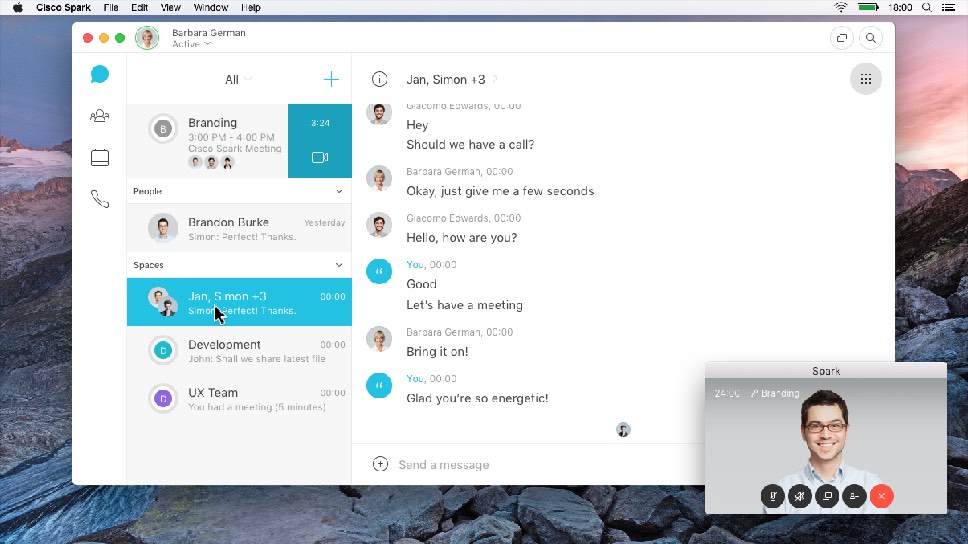 Cisco Spark File Edit View Window Help 18:00
Barbara German
Active
All
Branding
3:00 PM - 4:00 PM
Cisco Spark Meeting
3:24
B
People
Brandon Burke Yesterday
Simon: Perfect! Thanks.
Spaces
Jan, Simon +3 00:00
Simon: Perfect! Thanks.
D
Development 00:00
John: Shall we share latest file
D
UX Team 00:00
You had a meeting (5 minutes)
Jan, Simon +3
Giacomo Edwards, 00:00
Hey
Should we have a call?
Barbara German, 00:00
Okay, just give me a few seconds
Giacomo Edwards, 00:00
Hello, how are you?
You, 00:00
Good
Let's have a meeting
Barbara German, 00:00
Bring it on!
You, 00:00
Glad you're so energetic!
Send a message
Spark
24:00 Branding